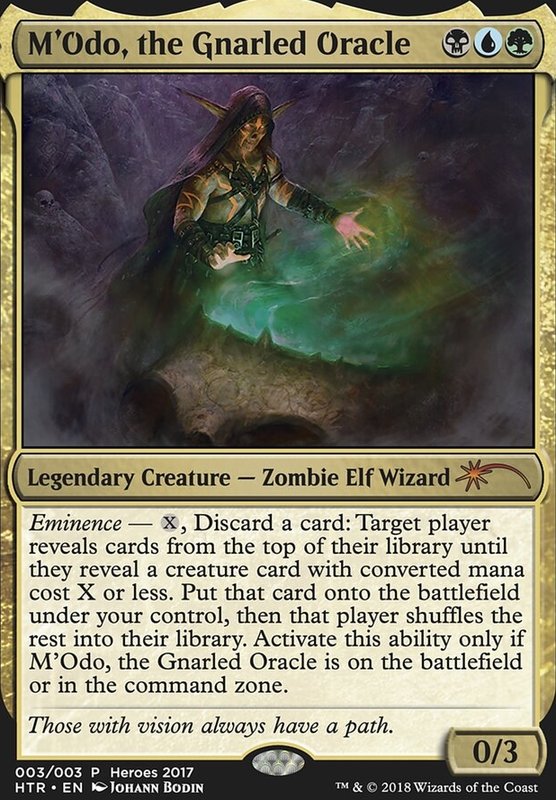 M'Odo, the Gnarled Oracle
Legendary Creature — Zombie Elf Wizard
Eminence — X, Discard a card: Target player
reveals cards from the top of their library until
they reveal a creature card with converted mana
cost X or less. Put that card onto the battlefield
under your control, then that player shuffles the
rest into their library. Activate this ability only if
M'Odo, the Gnarled Oracle is on the battlefield
or in the command zone.
Those with vision always have a path.
0/3
003/003 P Heroes 2017
HTR • EN Johann Bodin
™ & © 2018 Wizards of the Coast